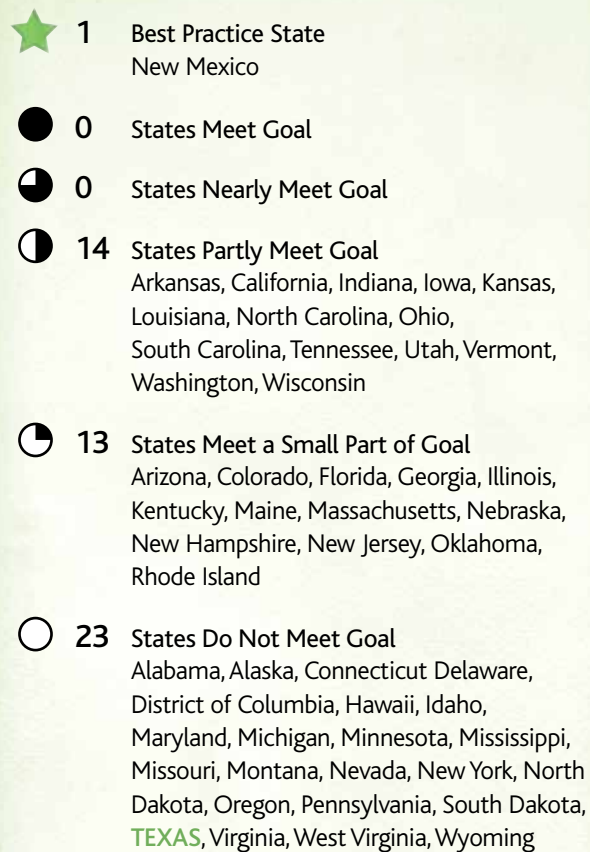 1 Best Practice State
New Mexico
0 States Meet Goal
0 States Nearly Meet Goal
14 States Partly Meet Goal
Arkansas, California, Indiana, Iowa, Kansas,
Louisiana, North Carolina, Ohio,
South Carolina, Tennessee, Utah, Vermont,
Washington, Wisconsin
13 States Meet a Small Part of Goal
Arizona, Colorado, Florida, Georgia, Illinois,
Kentucky, Maine, Massachusetts, Nebraska,
New Hampshire, New Jersey, Oklahoma,
Rhode Island
23 States Do Not Meet Goal
Alabama, Alaska, Connecticut Delaware,
District of Columbia, Hawaii, Idaho,
Maryland, Michigan, Minnesota, Mississippi,
Missouri, Montana, Nevada, New York, North
Dakota, Oregon, Pennsylvania, South Dakota,
TEXAS, Virginia, West Virginia, Wyoming